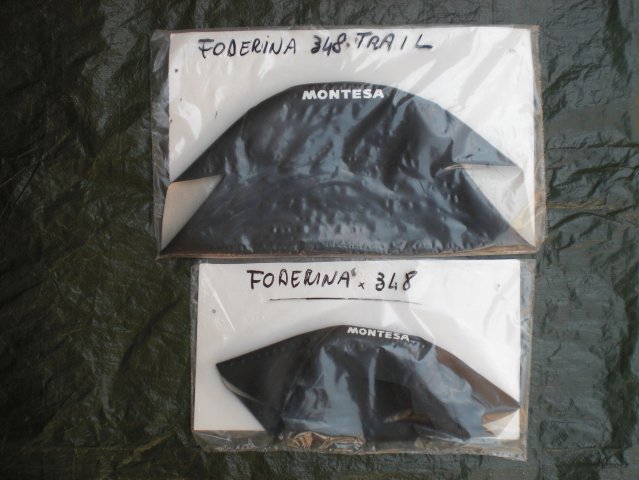 FODERINA 348 TRAIL
MONTESA
FODERINA x 348
MONTESA